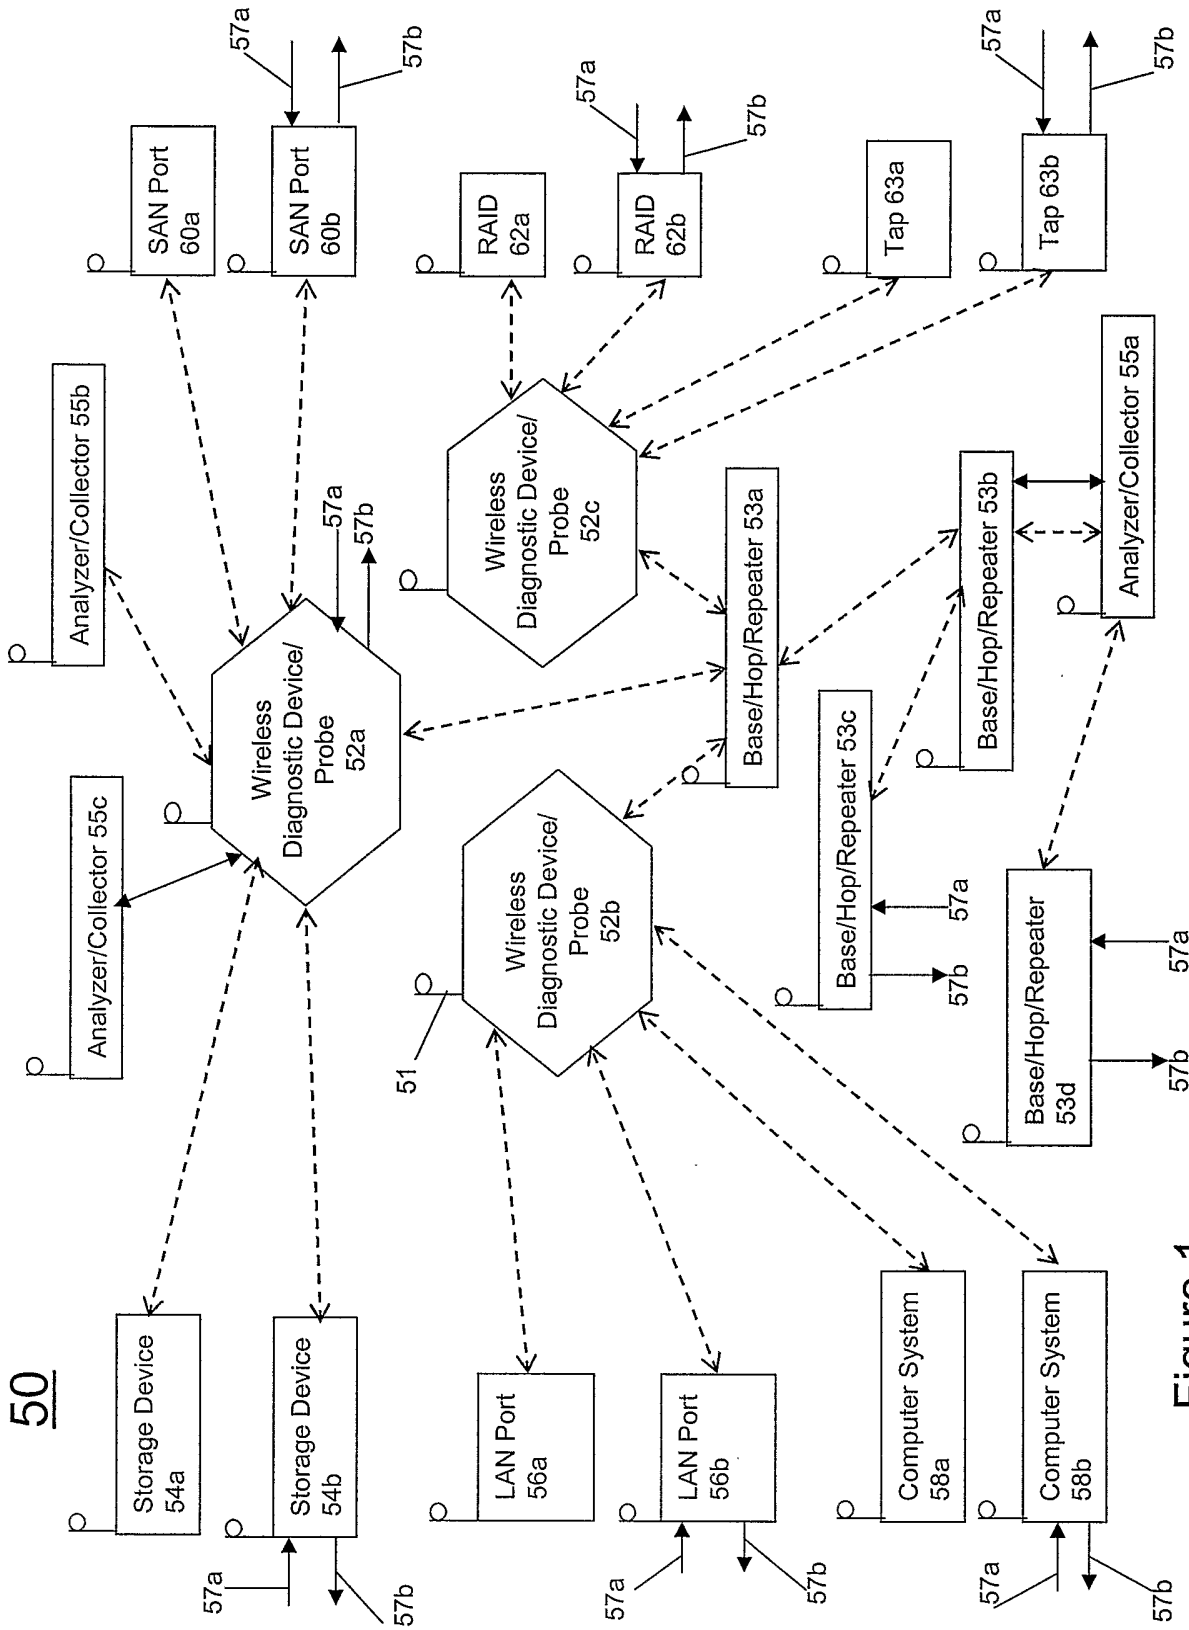 50
Storage Device
54a
Storage Device
54b
57a
57b
LAN Port
56a
LAN Port
56b
57a
57b
Computer System
58a
Computer System
58b
57a
57b
Analyzer/Collector 55c
Analyzer/Collector 55b
Wireless
Diagnostic Device/
Probe
52a
57a
57b
51
Wireless
Diagnostic Device/
Probe
52b
Wireless
Diagnostic Device/
Probe
52c
Base/Hop/Repeater 53a
Base/Hop/Repeater 53c
57b
57a
Base/Hop/Repeater 53b
Base/Hop/Repeater
53d
57b
57a
Analyzer/Collector 55a
SAN Port
60a
SAN Port
60b
57a
57b
RAID
62a
RAID
62b
57a
57b
Tap 63a
Tap 63b
57a
57b
Figure 1